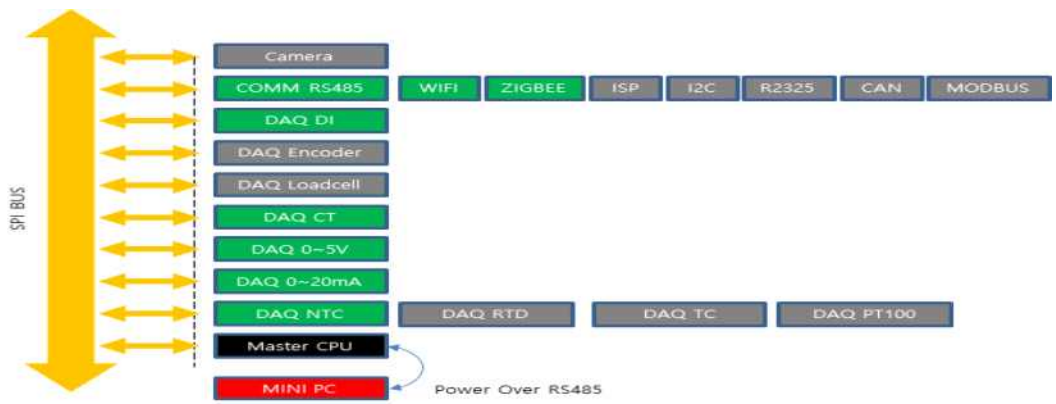 Camera
COMM RS485 WIFI ZIGBEE ISP I2C R2325 CAN MODBUS
DAQ DI
DAQ Encoder
DAQ Loadcell
SPI BUS
DAQ CT
DAQ 0~5V
DAQ 0~20mA
DAQ NTC DAQ RTD DAQ TC DAQ PT100
Master CPU
MINI PC Power Over RS485